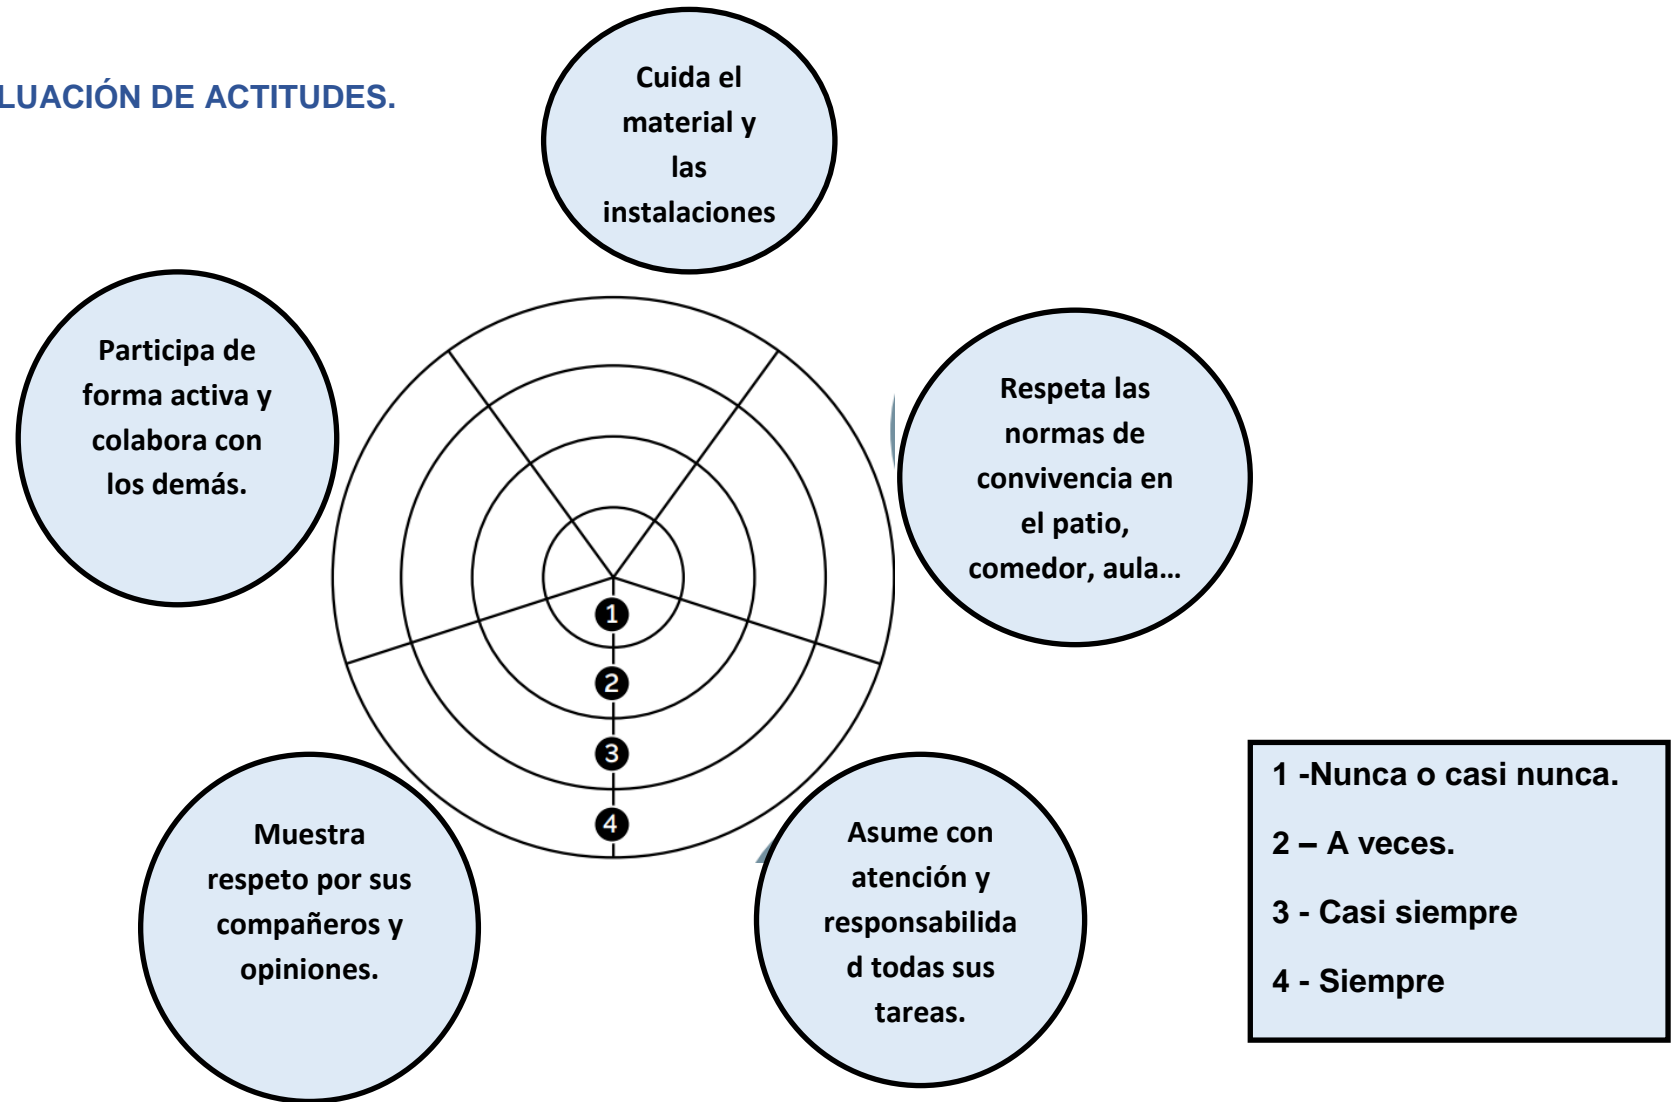 LUACIÓN DE ACTITUDES.
Cuida el
material y
las
instalaciones
Participa de
forma activa y
colabora con
los demás.
Respeta las
normas de
convivencia en
el patio,
comedor, aula...
1
2
3
4
Muestra
respeto por sus
compañeros y
opiniones.
Asume con
atención y
responsabilida
d todas sus
tareas.
1 -Nunca o casi nunca.
2 – A veces.
3 - Casi siempre
4 - Siempre